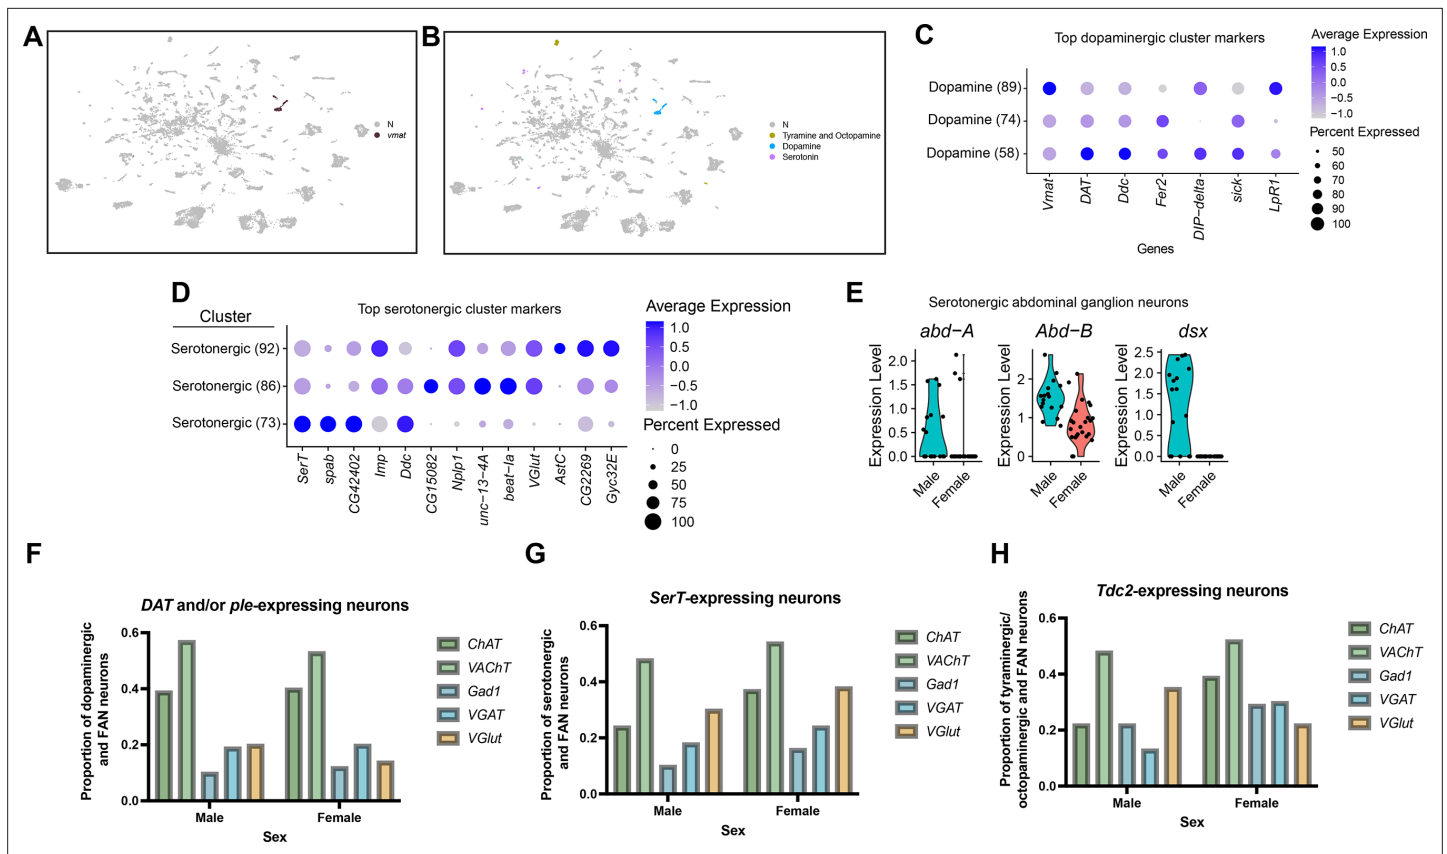 A
N
vmat
B
N
Tyramine and Octopamine
Dopamine
Serotonin
C
Top dopaminergic cluster markers
Dopamine (89)
Dopamine (74)
Dopamine (58)
Vmat
DAT
Ddc
Fer2
DIP−delta
sick
LpR1
Genes
Average Expression
1.0
0.5
0.0
−0.5
−1.0
Percent Expressed
50
60
70
80
90
100
D
Cluster
Top serotonergic cluster markers
Serotonergic (92)
Serotonergic (86)
Serotonergic (73)
SerT
spab
CG42402
Imp
Ddc
CG15082
Nplp1
unc−13−4A
beat−Ia
VGlut
AstC
CG2269
Gyc32E
Average Expression
1.0
0.5
0.0
−0.5
−1.0
Percent Expressed
0
25
50
75
100
E
Serotonergic abdominal ganglion neurons
abd−A
Expression Level
2.0
1.5
1.0
0.5
0.0
Male
Female
Abd−B
Expression Level
2
1
0
Male
Female
dsx
Expression Level
2.5
2.0
1.5
1.0
0.5
0.0
Male
Female
F
DAT and/or ple-expressing neurons
Proportion of dopaminergic
and FAN neurons
0.6
0.4
0.2
0.0
Male
Female
Sex
ChAT
VAChT
Gad1
VGAT
VGlut
G
SerT-expressing neurons
Proportion of serotonergic
and FAN neurons
0.6
0.4
0.2
0.0
Male
Female
Sex
ChAT
VAChT
Gad1
VGAT
VGlut
H
Tdc2-expressing neurons
Proportion of tyraminergic/
octopaminergic and FAN neurons
0.6
0.4
0.2
0.0
Male
Female
Sex
ChAT
VAChT
Gad1
VGAT
VGlut